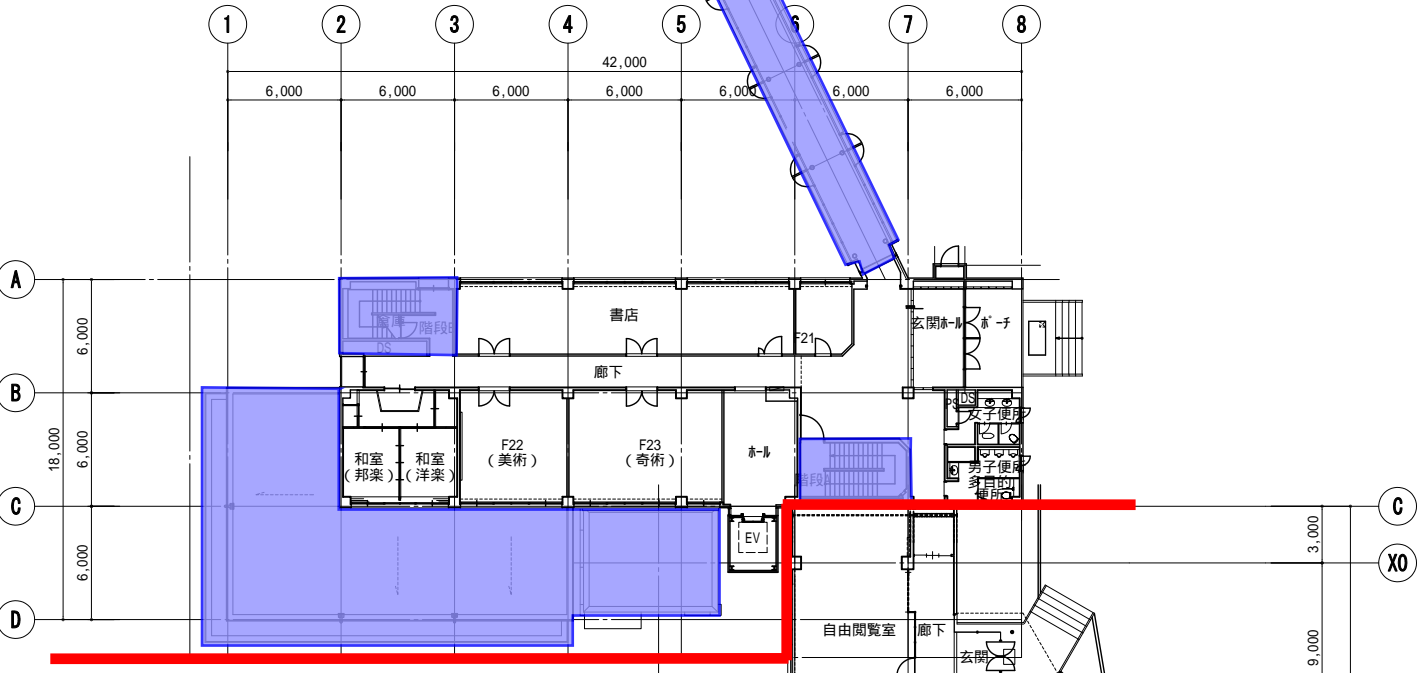 1 2 3 4 5 6 7 8
42,000
6,000 6,000 6,000 6,000 6,000 6,000 6,000
A
書店
玄関ホール ポーチ
倉庫
階段B
F21
DS
6,000
廊下
B
DS
女子便所
F22
(美術)
F23
(奇術)
ホール
和室
(邦楽)
和室
(洋楽)
18,000
6,000
男子便所
多目的
便所
階段A
C
C
EV
3,000
6,000
X0
D
自由閲覧室
廊下
玄関
9,000